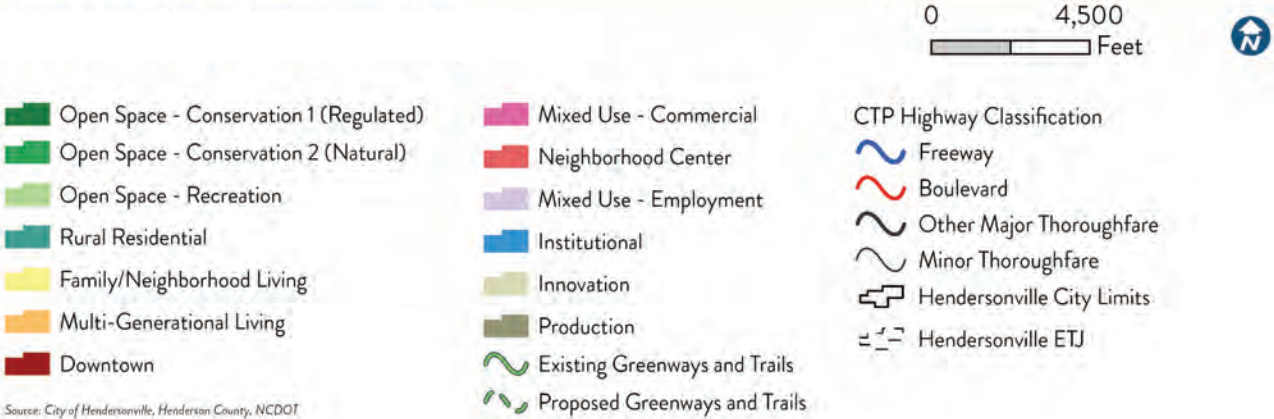 0 4,500
Feet
N
Open Space - Conservation 1 (Regulated)
Open Space - Conservation 2 (Natural)
Open Space - Recreation
Rural Residential
Family/Neighborhood Living
Multi-Generational Living
Downtown
Source: City of Hendersonville, Henderson County, NCDOT
Mixed Use - Commercial
Neighborhood Center
Mixed Use - Employment
Institutional
Innovation
Production
Existing Greenways and Trails
Proposed Greenways and Trails
CTP Highway Classification
Freeway
Boulevard
Other Major Thoroughfare
Minor Thoroughfare
Hendersonville City Limits
Hendersonville ETJ